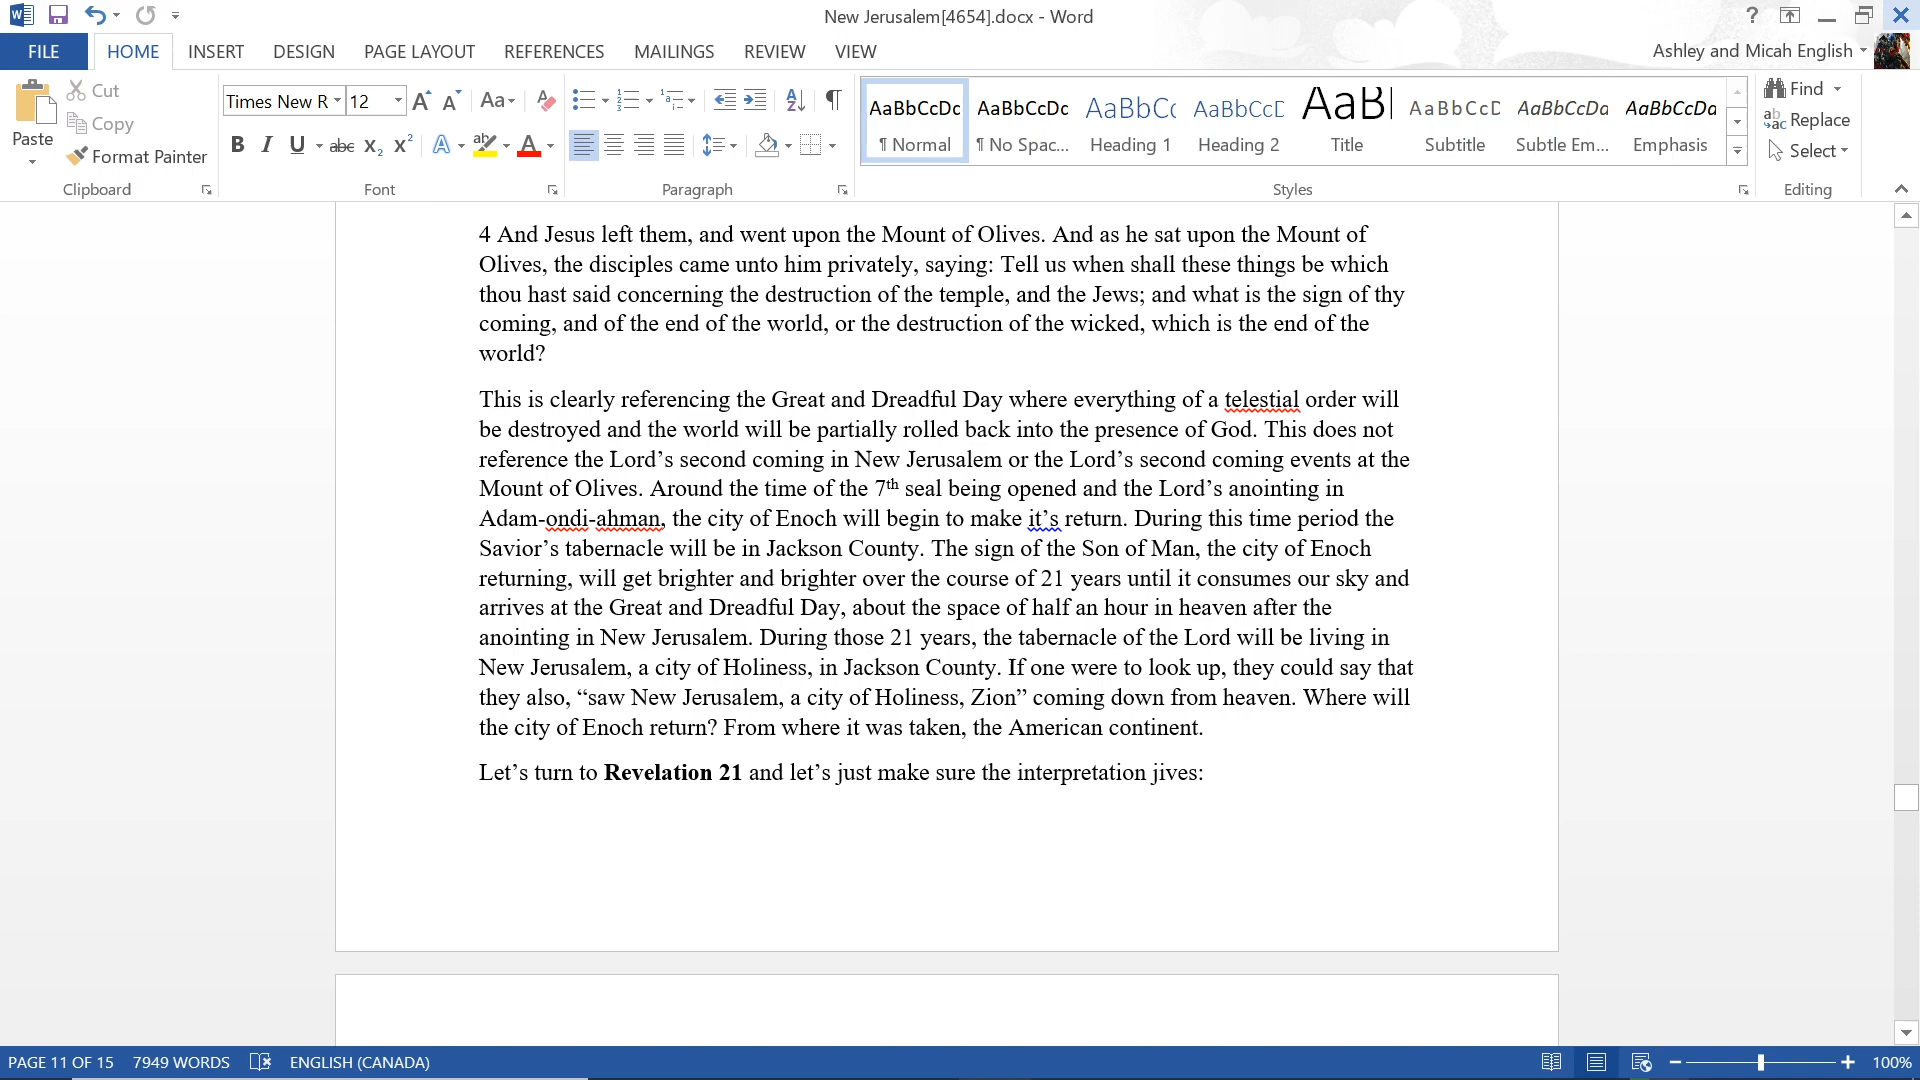 New Jerusalem[4654].docx - Word
?
FILE HOME INSERT DESIGN PAGE LAYOUT REFERENCES MAILINGS REVIEW VIEW Ashley and Micah English
Paste
Cut
Copy
Format Painter
Clipboard
Times New R 12
Aa
B I U abc X₂ X²
Font
Paragraph
AaBbCcDc AaBbCcDc AaBbCc AaBbCcD AaBl AaBbCcD AaBbCcDd AaBbCcDd
¶ Normal ¶ No Spac... Heading 1 Heading 2 Title Subtitle Subtle Em... Emphasis
Styles
Find
Replace
Select
Editing
4 And Jesus left them, and went upon the Mount of Olives. And as he sat upon the Mount of
Olives, the disciples came unto him privately, saying: Tell us when shall these things be which
thou hast said concerning the destruction of the temple, and the Jews; and what is the sign of thy
coming, and of the end of the world, or the destruction of the wicked, which is the end of the
world?
This is clearly referencing the Great and Dreadful Day where everything of a telestial order will
be destroyed and the world will be partially rolled back into the presence of God. This does not
reference the Lord’s second coming in New Jerusalem or the Lord’s second coming events at the
Mount of Olives. Around the time of the 7th seal being opened and the Lord’s anointing in
Adam-ondi-ahman, the city of Enoch will begin to make it’s return. During this time period the
Savior’s tabernacle will be in Jackson County. The sign of the Son of Man, the city of Enoch
returning, will get brighter and brighter over the course of 21 years until it consumes our sky and
arrives at the Great and Dreadful Day, about the space of half an hour in heaven after the
anointing in New Jerusalem. During those 21 years, the tabernacle of the Lord will be living in
New Jerusalem, a city of Holiness, in Jackson County. If one were to look up, they could say that
they also, “saw New Jerusalem, a city of Holiness, Zion” coming down from heaven. Where will
the city of Enoch return? From where it was taken, the American continent.
Let’s turn to Revelation 21 and let’s just make sure the interpretation jives:
PAGE 11 OF 15 7949 WORDS ENGLISH (CANADA) 100%